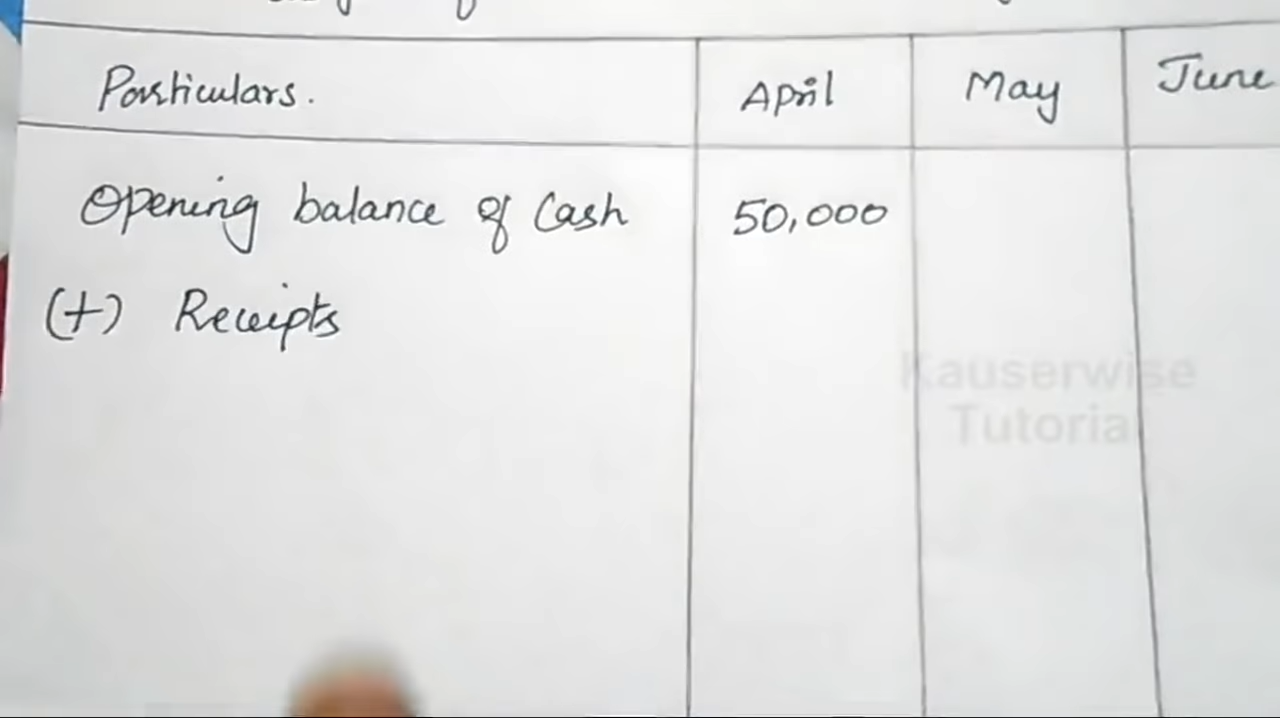 Particulars. April May June
Opening balance of Cash 50,000
(+) Receipts
Kauserwise
Tutorial